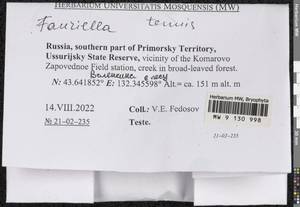 HERBARIUM UNIVERSITATIS MOSQUENSIS (MW)
Fauriella tenuis
Russia, southern part of Primorsky Territory,
Ussurijsky State Reserve, vicinity of the Komarovo
Zapovednoe Field station, creek in broad-leaved forest.
N: 43.641852° E: 132.345598° Alt.= ca. 151 m alt. m
14.VIII.2022 Coll.: V.E. Fedosov
№ 21-02-235 Teste.
Herbarium MW, Bryophyta
MW 9 130 998
21-02-235